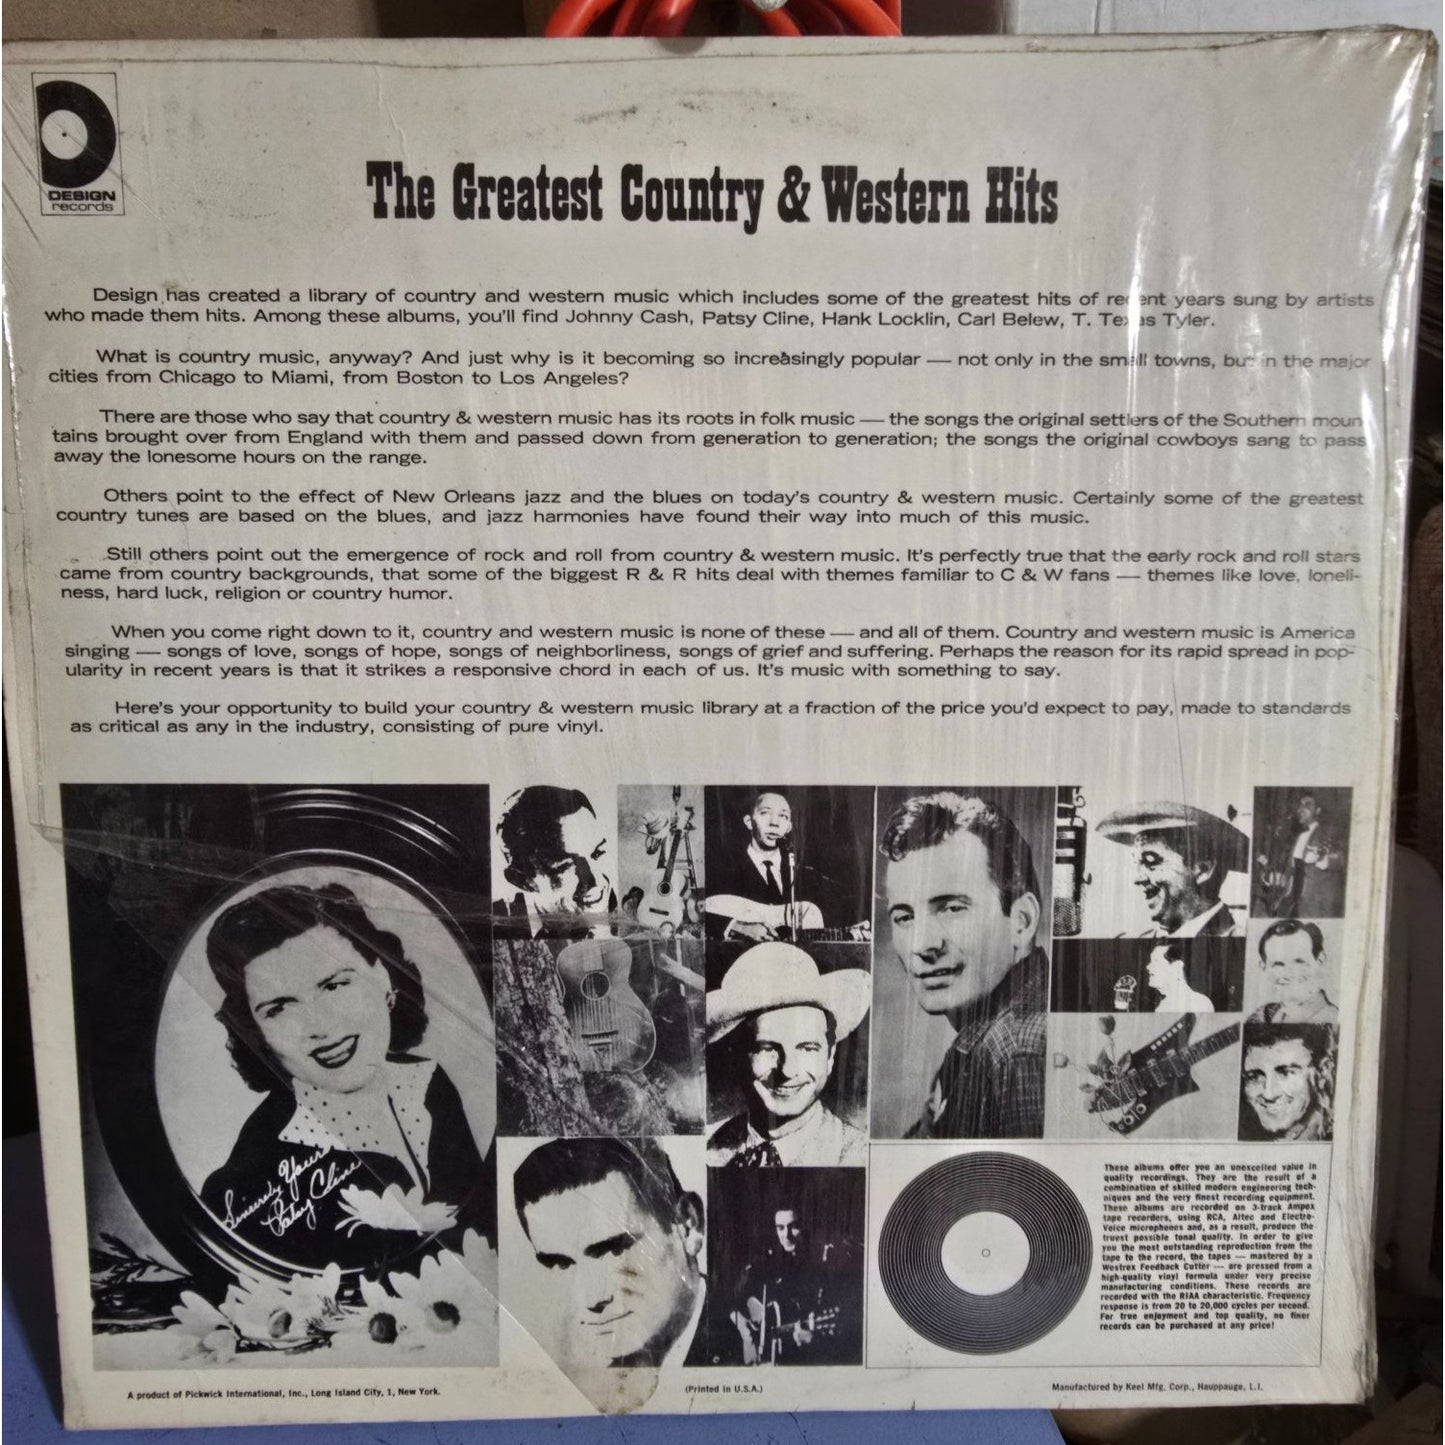 DESIGN
records
The Greatest Country & Western Hits
Design has created a library of country and western music which includes some of the greatest hits of recent years sung by artists
who made them hits. Among these albums, you'll find Johnny Cash, Patsy Cline, Hank Locklin, Carl Belew, T. Texas Tyler.
What is country music, anyway? And just why is it becoming so increasingly popular — not only in the small towns, but in the major
cities from Chicago to Miami, from Boston to Los Angeles?
There are those who say that country & western music has its roots in folk music — the songs the original settlers of the Southern moun
tains brought over from England with them and passed down from generation to generation; the songs the original cowboys sang to pass
away the lonesome hours on the range.
Others point to the effect of New Orleans jazz and the blues on today's country & western music. Certainly some of the greatest
country tunes are based on the blues, and jazz harmonies have found their way into much of this music.
Still others point out the emergence of rock and roll from country & western music. It's perfectly true that the early rock and roll stars
came from country backgrounds, that some of the biggest R & R hits deal with themes familiar to C & W fans — themes like love, loneli-
ness, hard luck, religion or country humor.
When you come right down to it, country and western music is none of these — and all of them. Country and western music is America
singing — songs of love, songs of hope, songs of neighborliness, songs of grief and suffering. Perhaps the reason for its rapid spread in pop-
ularity in recent years is that it strikes a responsive chord in each of us. It's music with something to say.
Here's your opportunity to build your country & western music library at a fraction of the price you'd expect to pay, made to standards
as critical as any in the industry, consisting of pure vinyl.
Sincerely Yours
Patsy Cline
These albums offer you an unexcelled value in
quality recordings. They are the result of a
combination of skilled modern engineering tech-
niques and the very finest recording equipment.
These albums are recorded on 3-track Ampex
tape recorders, using RCA, Altec and Electro-
Voice microphones and, as a result, produce the
truest possible tonal quality. In order to give
you the most outstanding reproduction from the
tape to the record, the tapes — mastered by a
Westrex Feedback Cutter — are pressed from a
high-quality vinyl formula under very precise
manufacturing conditions. These records are
recorded with the RIAA characteristic. Frequency
response is from 20 to 20,000 cycles per second.
For true enjoyment and top quality, no finer
records can be purchased at any price!
A product of Pickwick International, Inc., Long Island City, 1, New York.
(Printed in U.S.A.)
Manufactured by Keel Mfg. Corp., Hauppauge, L.I.